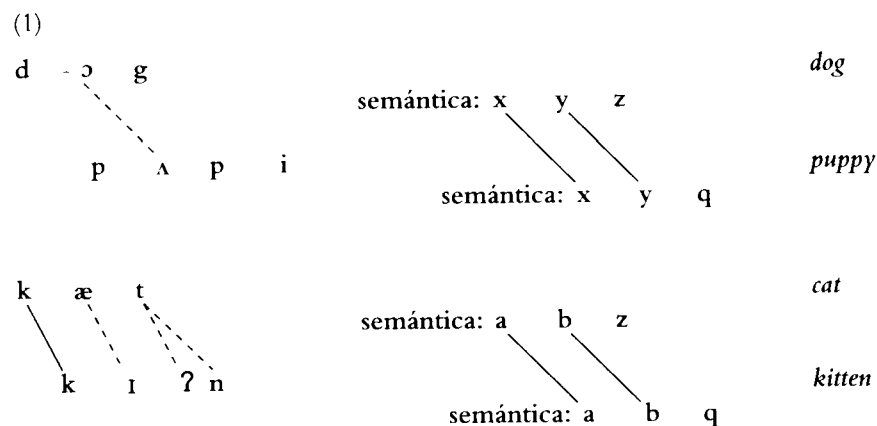 (1)
d ɔ g dog
semántica: x y z
p ʌ p i puppy
semántica: x y q
k æ t cat
semántica: a b z
k ɪ ʔ n kitten
semántica: a b q